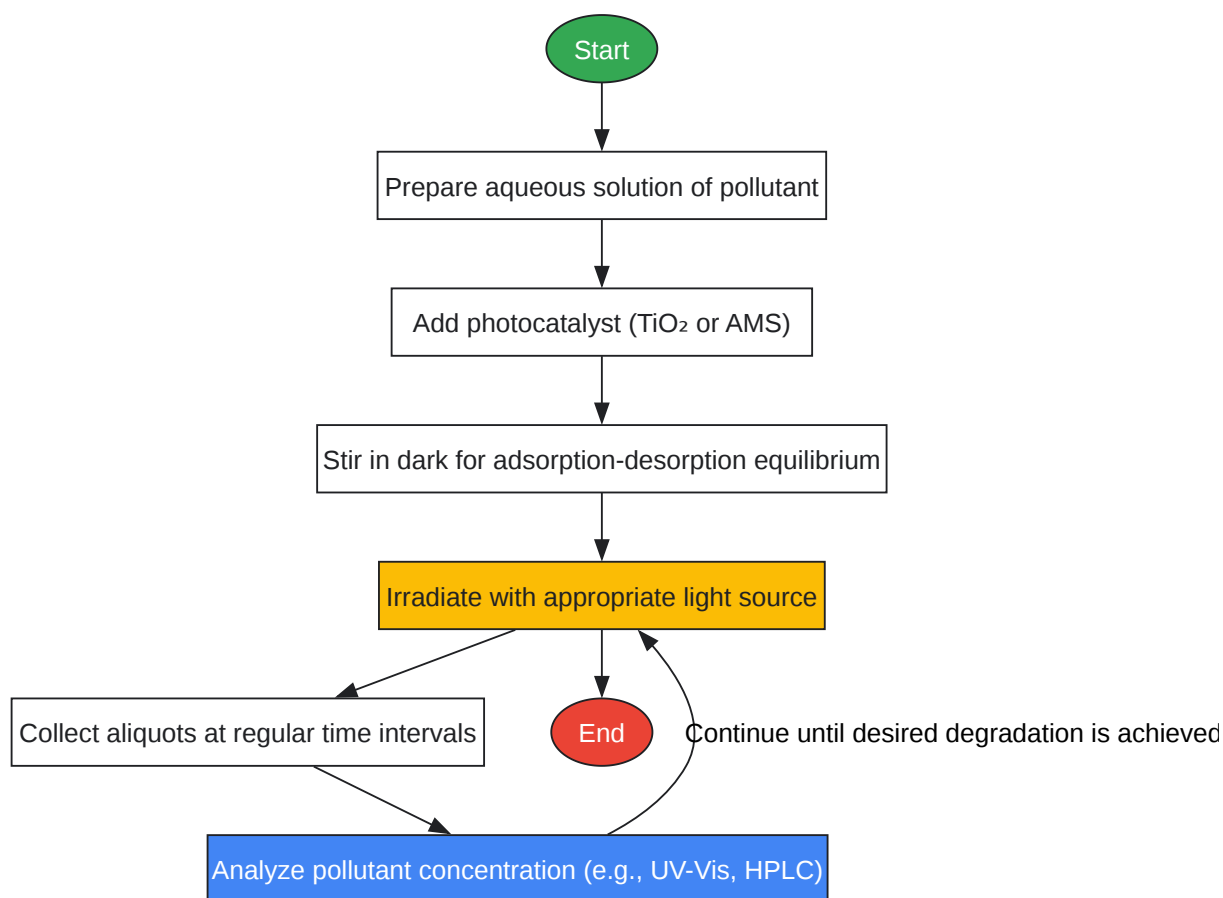 Start
Prepare aqueous solution of pollutant
Add photocatalyst (TiO₂ or AMS)
Stir in dark for adsorption-desorption equilibrium
Irradiate with appropriate light source
Collect aliquots at regular time intervals
End
Continue until desired degradation is achieved
Analyze pollutant concentration (e.g., UV-Vis, HPLC)